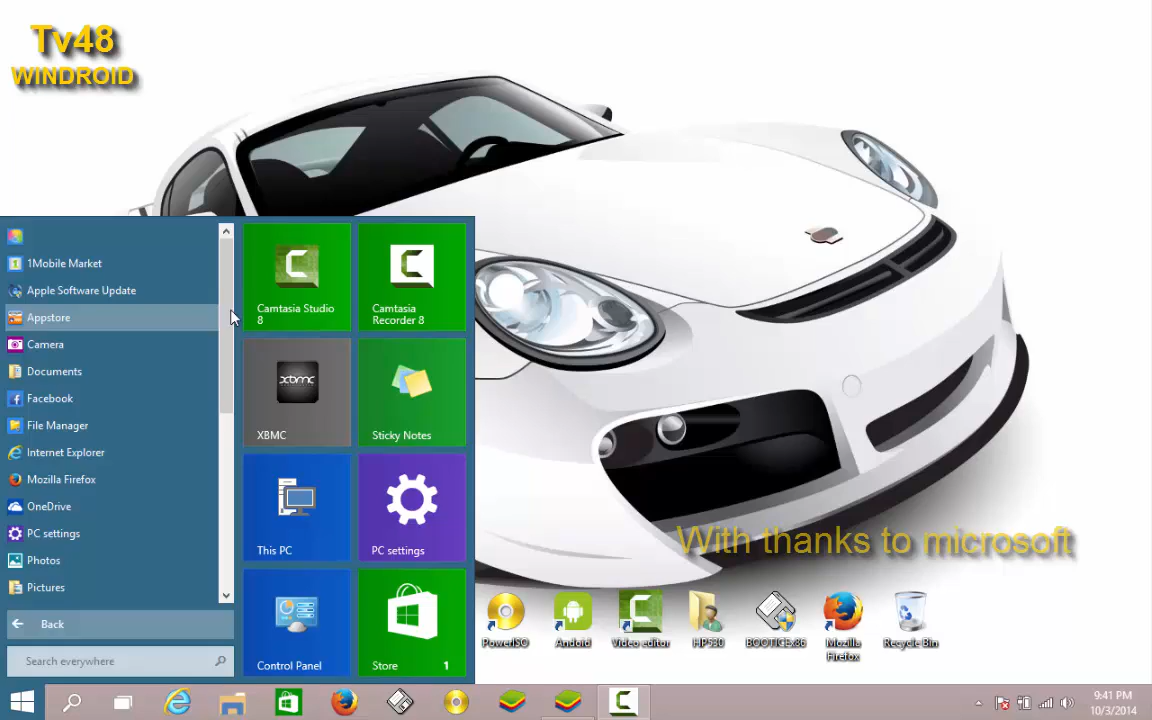 Tv48
WINDROID
1Mobile Market
Apple Software Update
Appstore
Camera
Documents
Facebook
File Manager
Internet Explorer
Mozilla Firefox
OneDrive
PC settings
Photos
Pictures
Back
Search everywhere
Camtasia Studio
8
Camtasia
Recorder 8
XBMC
XBMC
Sticky Notes
This PC
PC settings
Control Panel
Store 1
With thanks to microsoft
PowerISO
Android
Video editor
HP530
BOOTICEx86
Mozilla
Firefox
Recycle Bin
9:41 PM
10/3/2014